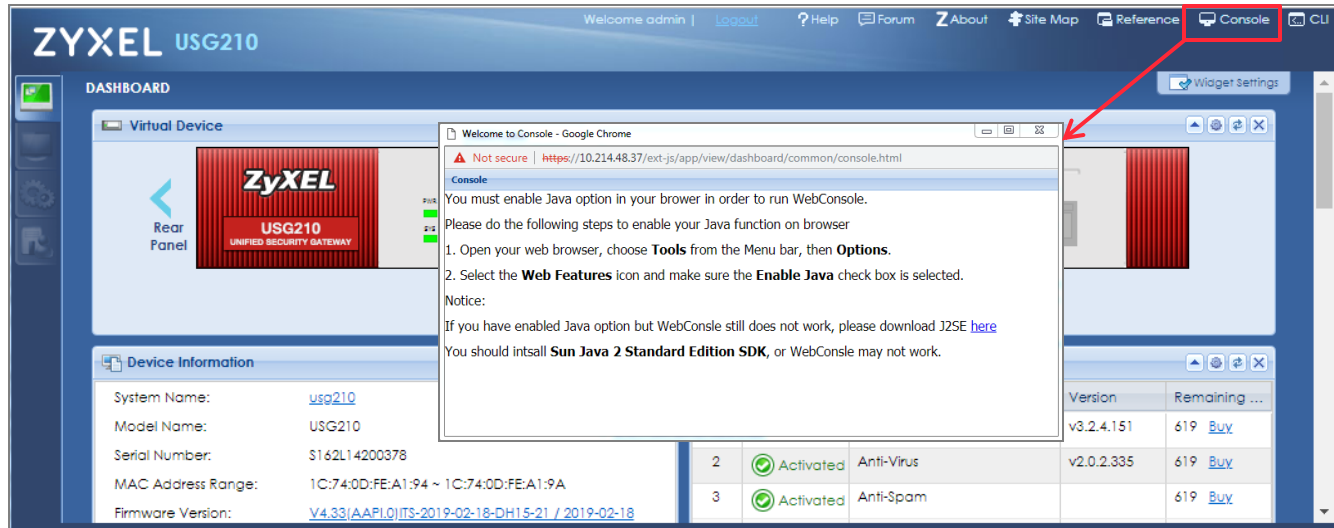 ZYXEL USG210
Welcome admin | Logout ?Help Forum Z About Site Map Reference Console CLI
DASHBOARD
Widget Settings
Virtual Device
Rear
Panel
ZyXEL
USG210
UNIFIED SECURITY GATEWAY
PWR
SYS
Welcome to Console - Google Chrome
Not secure | https://10.214.48.37/ext-js/app/view/dashboard/common/console.html
Console
You must enable Java option in your brower in order to run WebConsole.
Please do the following steps to enable your Java function on browser
1. Open your web browser, choose Tools from the Menu bar, then Options.
2. Select the Web Features icon and make sure the Enable Java check box is selected.
Notice:
If you have enabled Java option but WebConsle still does not work, please download J2SE here
You should intsall Sun Java 2 Standard Edition SDK, or WebConsle may not work.
Device Information
System Name: usg210
Model Name: USG210
Serial Number: S162L14200378
MAC Address Range: 1C:74:0D:FE:A1:94 ~ 1C:74:0D:FE:A1:9A
Firmware Version: V4.33(AAPI.0)ITS-2019-02-18-DH15-21 / 2019-02-18
Version Remaining ...
v3.2.4.151 619 Buy
2 Activated Anti-Virus v2.0.2.335 619 Buy
3 Activated Anti-Spam 619 Buy